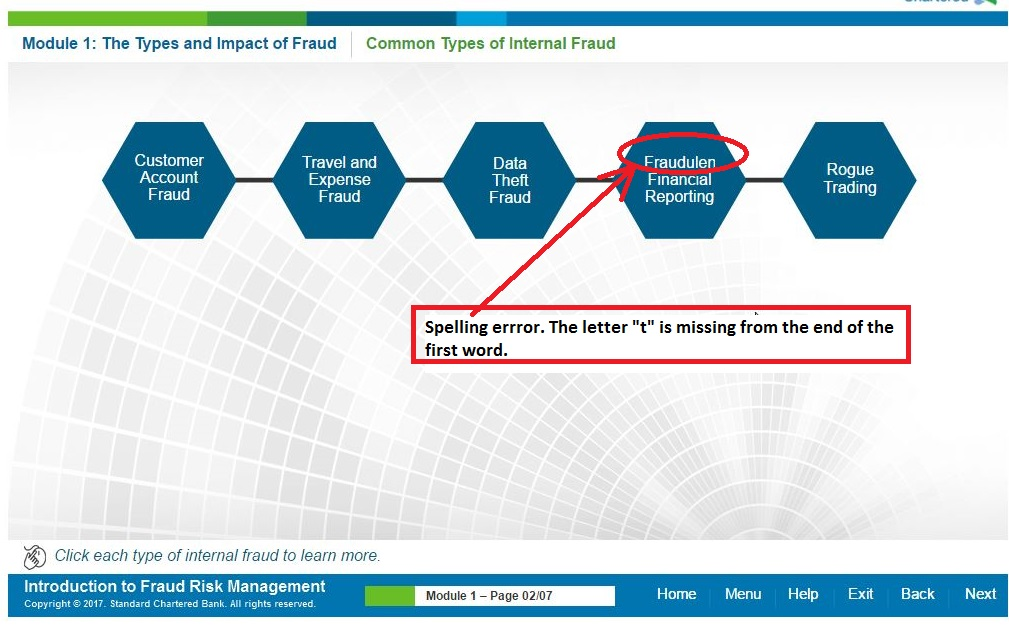 Module 1: The Types and Impact of Fraud
Common Types of Internal Fraud
Customer
Account
Fraud
Travel and
Expense
Fraud
Data
Theft
Fraud
Fraudulen
Financial
Reporting
Rogue
Trading
Spelling errror. The letter "t" is missing from the end of the
first word.
Click each type of internal fraud to learn more.
Introduction to Fraud Risk Management
Copyright © 2017. Standard Chartered Bank. All rights reserved.
Module 1 – Page 02/07
Home
Menu
Help
Exit
Back
Next